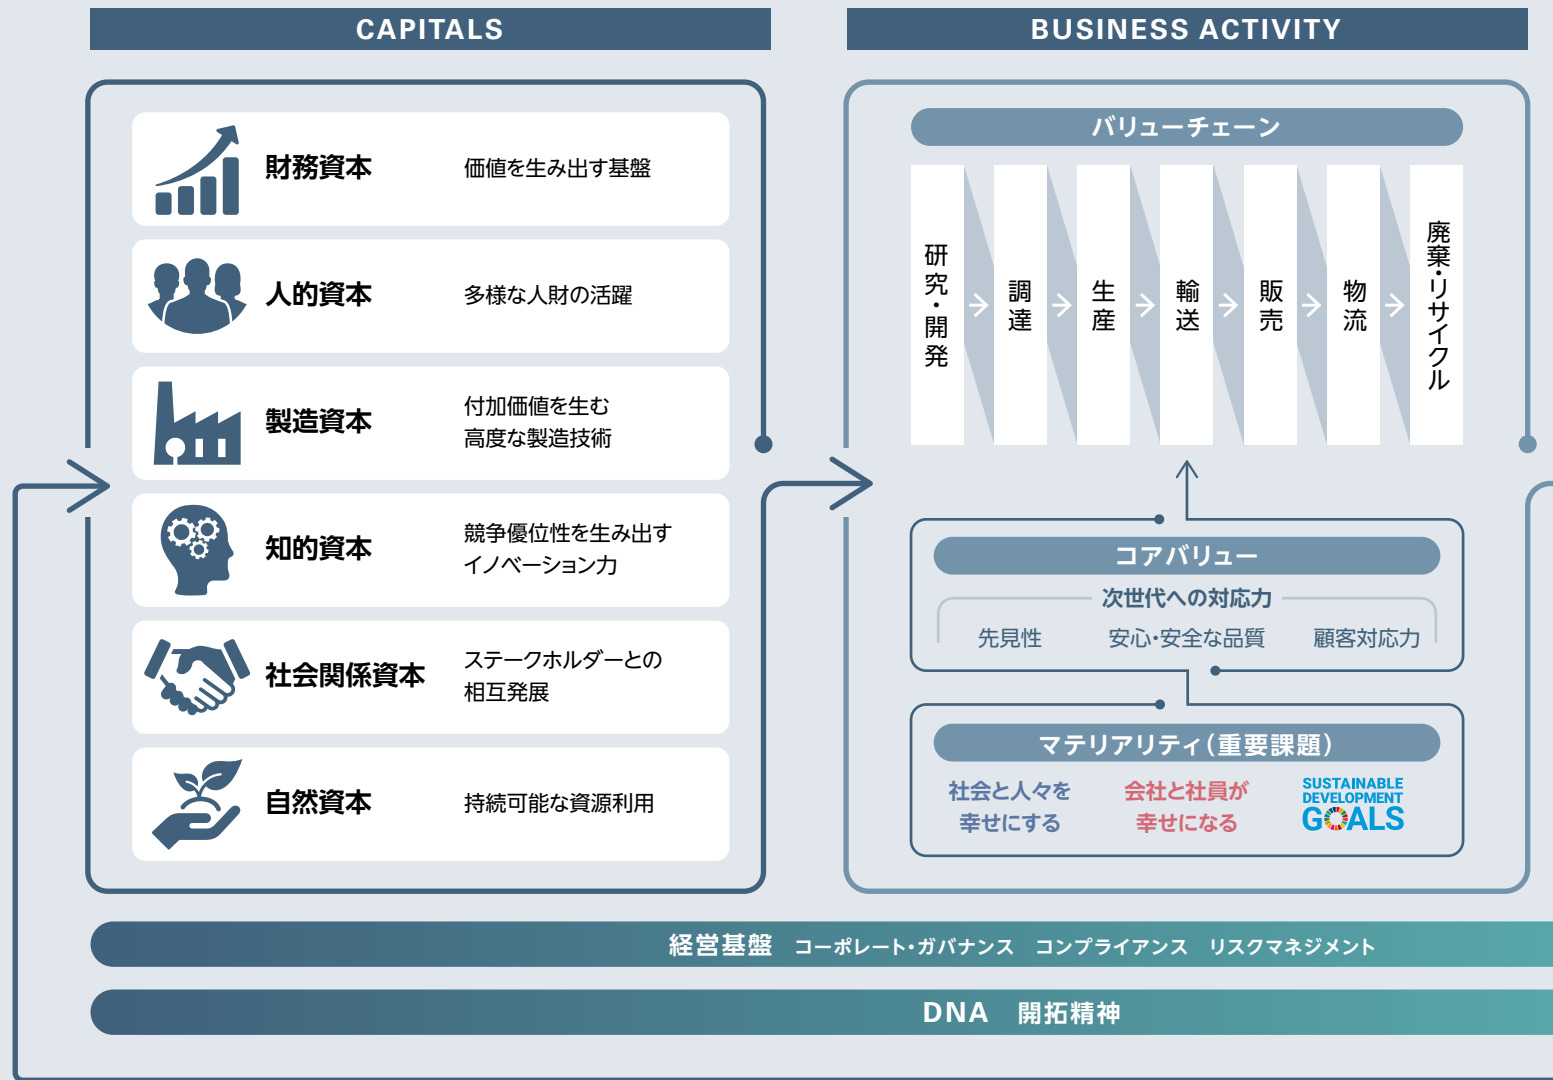 CAPITALS
財務資本
価値を生み出す基盤
人的資本
多様な人財の活躍
製造資本
付加価値を生む
高度な製造技術
知的資本
競争優位性を生み出す
イノベーション力
社会関係資本
ステークホルダーとの
相互発展
自然資本
持続可能な資源利用
BUSINESS ACTIVITY
バリューチェーン
研究・開発
調達
生産
輸送
販売
物流
廃棄・リサイクル
コアバリュー
次世代への対応力
先見性
安心・安全な品質
顧客対応力
マテリアリティ（重要課題）
社会と人々を
幸せにする
会社と社員が
幸せになる
SUSTAINABLE
DEVELOPMENT
GOALS
経営基盤 コーポレート・ガバナンス コンプライアンス リスクマネジメント
DNA 開拓精神